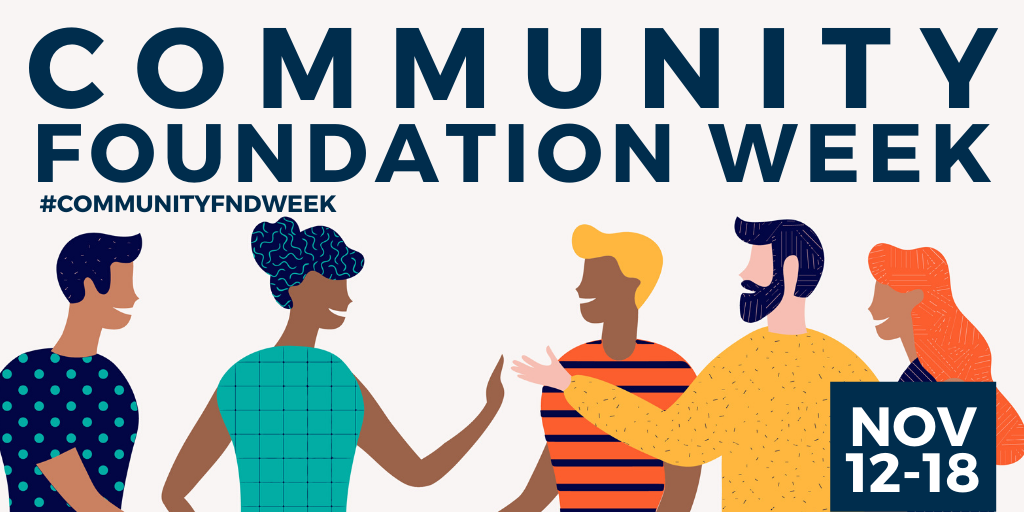 COMMUNITY
FOUNDATION WEEK
#COMMUNITYFNDWEEK
NOV
12-18